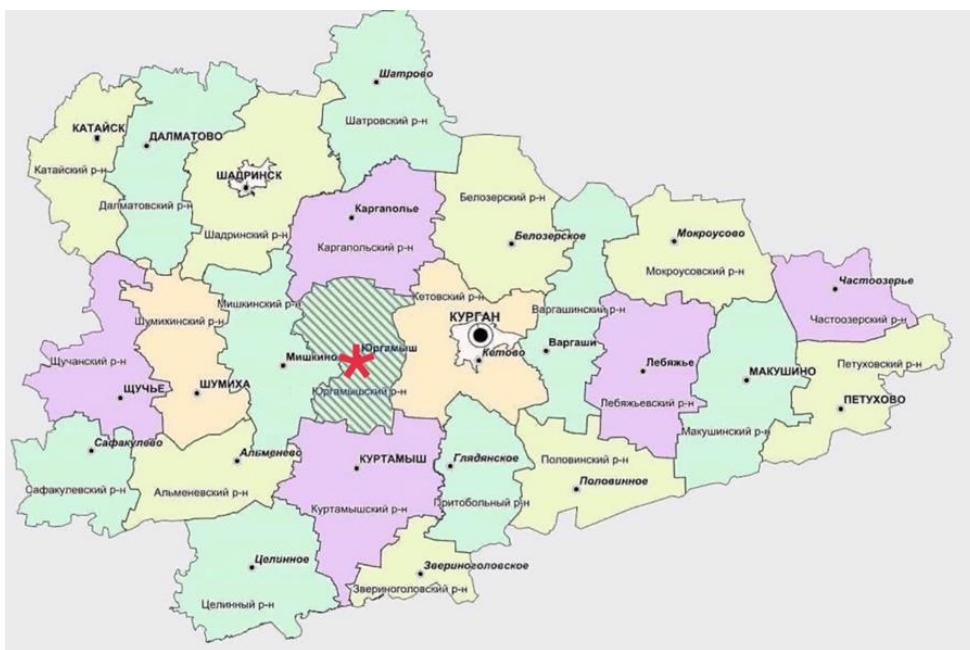 Шатрово
Шатровский р-н
КАТАЙСК
ДАЛМАТОВО
Катайский р-н
ШАДРИНСК
Далматовский р-н
Шадринский р-н
Каргаполье
Каргапольский р-н
Белозерский р-н
Белозерское
Мокроусово
Мокроусовский р-н
Частоозерье
Частоозерский р-н
Мишкинский р-н
Кетовский р-н
Варгашинский р-н
Шумихинский р-н
КУРГАН
Юргамыш
Кетово
Варгаши
Щучанский р-н
Мишкино
Лебяжье
МАКУШИНО
Петуховский р-н
ЩУЧЬЕ
ШУМИХА
Юргамышский р-н
Лебяжьевский р-н
ПЕТУХОВО
Макушинский р-н
Сафакулево
Альменево
КУРТАМЫШ
Глядянское
Половинский р-н
Сафакулевский р-н
Альменевский р-н
Половинное
Куртамышский р-н
Притобольный р-н
Целинное
Звериноголовское
Звериноголовский р-н
Целинный р-н